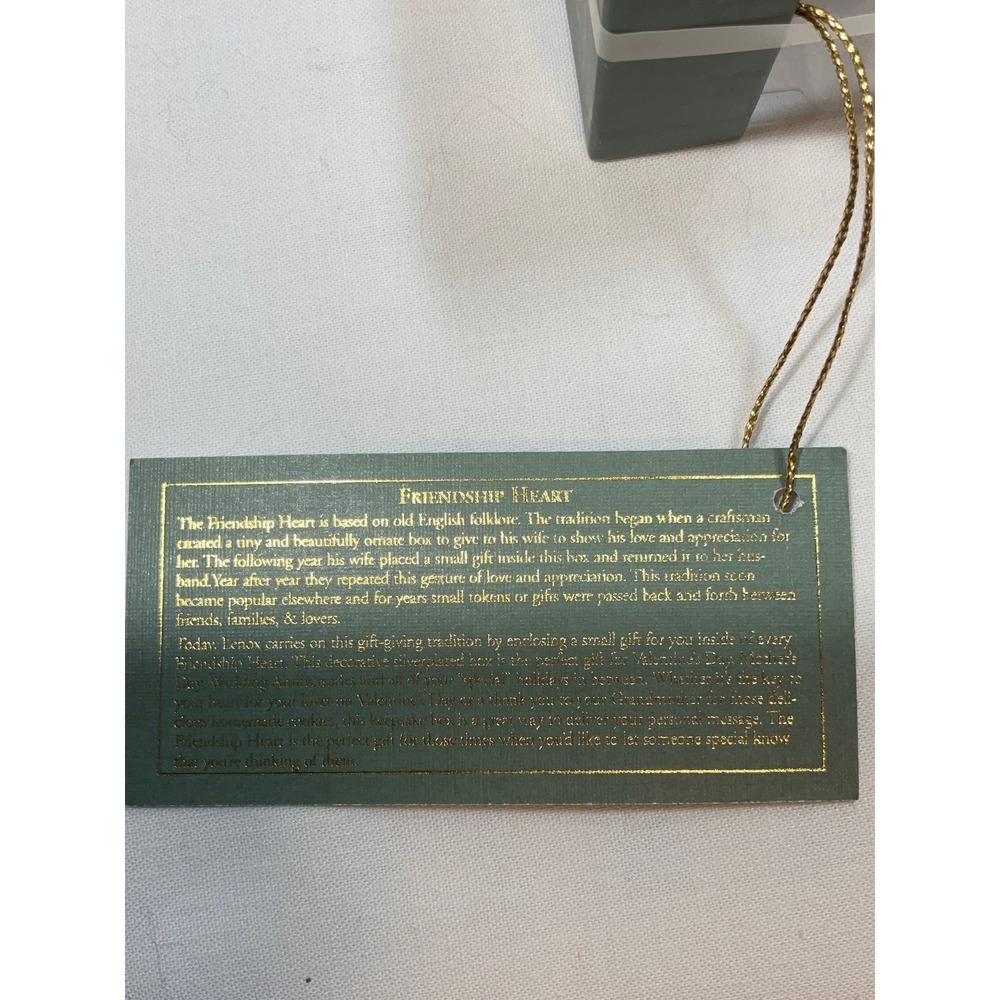 FRIENDSHIP HEART
The Friendship Heart is based on old English folklore. The tradition began when a craftsman
created a tiny and beautifully ornate box to give to his wife to show his love and appreciation for
her. The following year his wife placed a small gift inside this box and returned it to her hus-
band. Year after year they repeated this gesture of love and appreciation. This tradition soon
became popular elsewhere and for years small tokens or gifts were passed back and forth between
friends, families, & lovers.
Today, Lenox carries on this gift-giving tradition by enclosing a small gift for you inside of every
Friendship Heart. This decorative silverplated box is the perfect gift for Valentine's Day, Mother's
Day, Wedding Anniversaries and all of your "special" holidays in between. Whether it's the key to
your heart for your lover on Valentine's Day or a thank you to your Grandmother for those deli-
cious homemade cookies, this keepsake box is a great way to deliver your personal message. The
Friendship Heart is the perfect gift for those times when you'd like to let someone special know
that you're thinking of them.